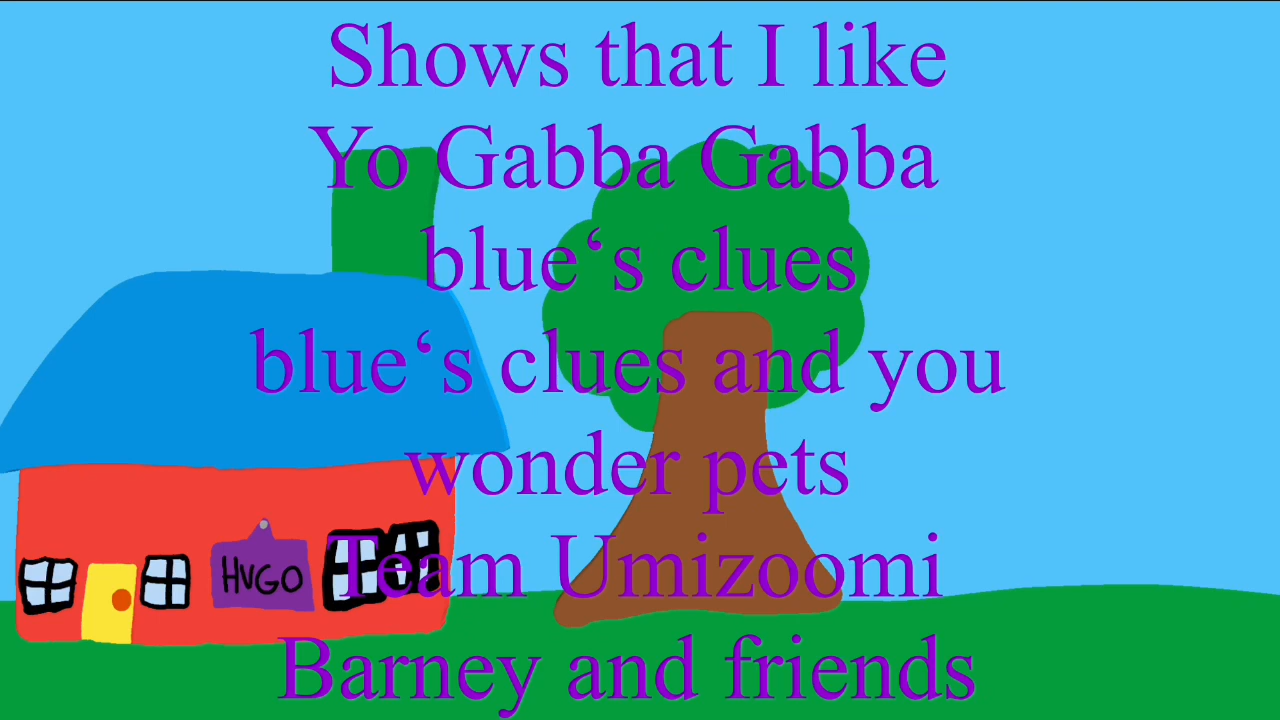 Shows that I like
Yo Gabba Gabba
blue‘s clues
blue‘s clues and you
wonder pets
HVGO
Team Umizoomi
Barney and friends